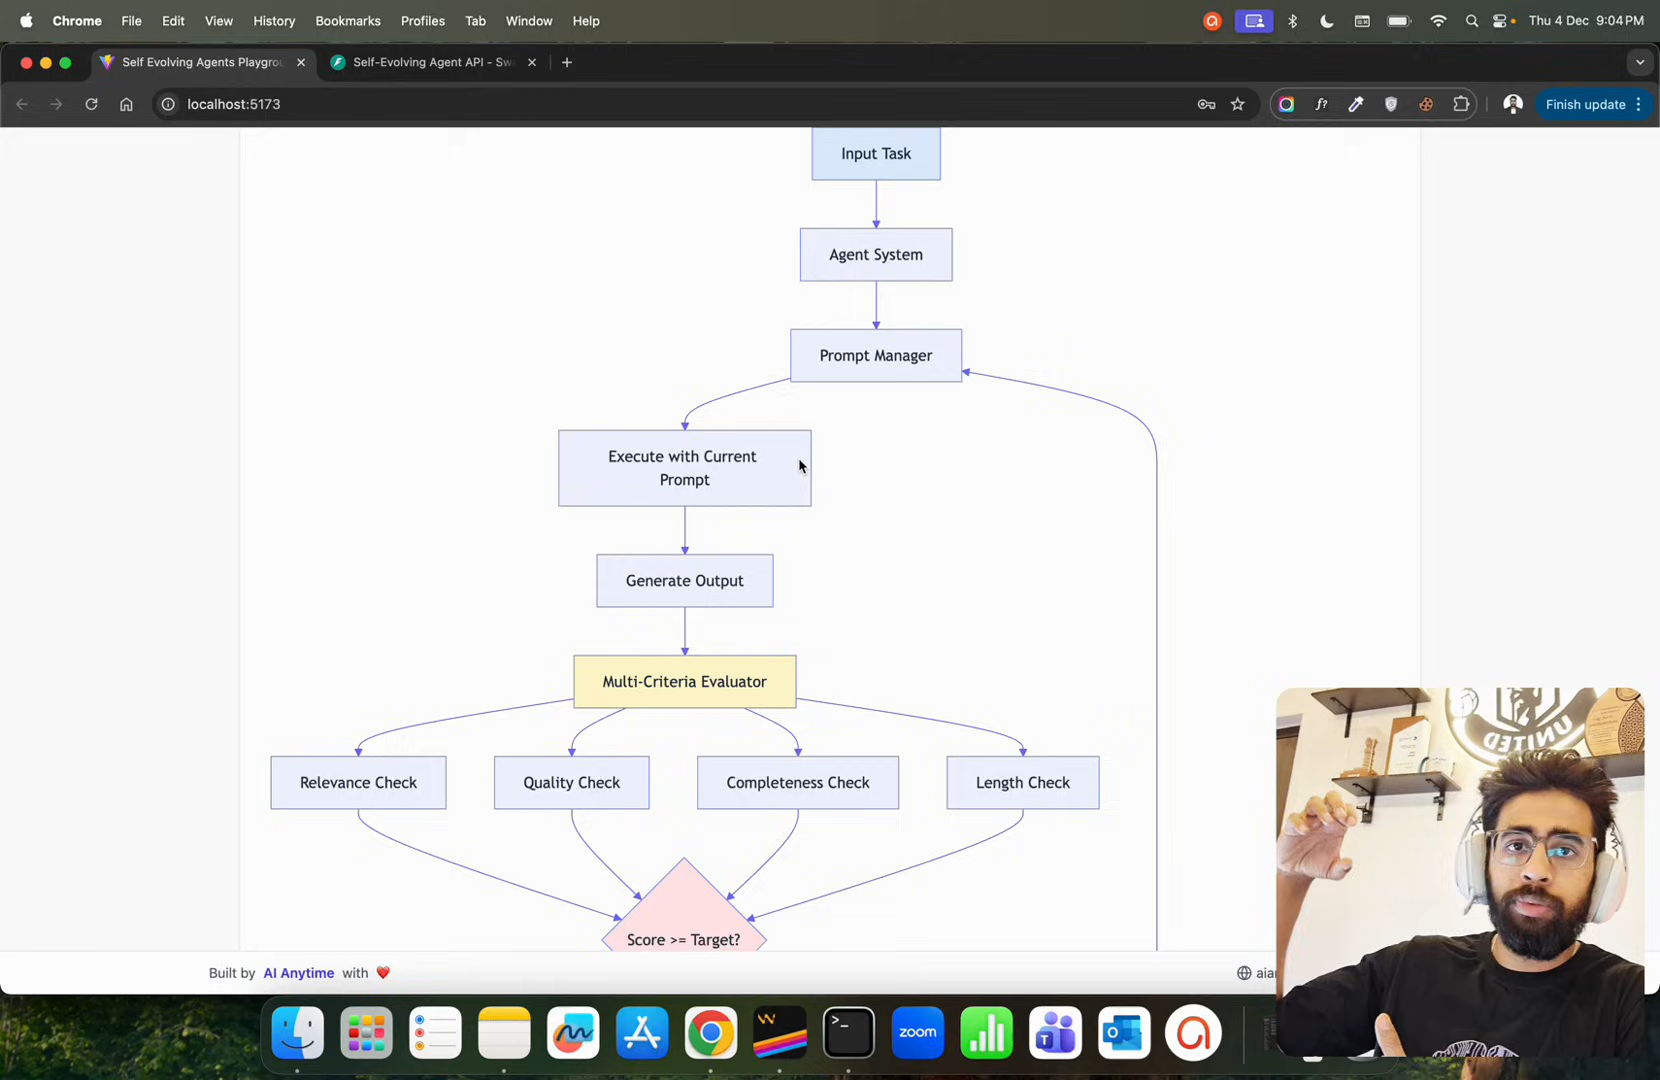 Chrome File Edit View History Bookmarks Profiles Tab Window Help Thu 4 Dec 9:04 PM
Self Evolving Agents Playgrou Self-Evolving Agent API - Sw
localhost:5173 f? Finish update
Input Task
Agent System
Prompt Manager
Execute with Current
Prompt
Generate Output
Multi-Criteria Evaluator
Relevance Check Quality Check Completeness Check Length Check
Score >= Target?
Built by AI Anytime with ❤️ aian
UNITED
W >_ zoom T O